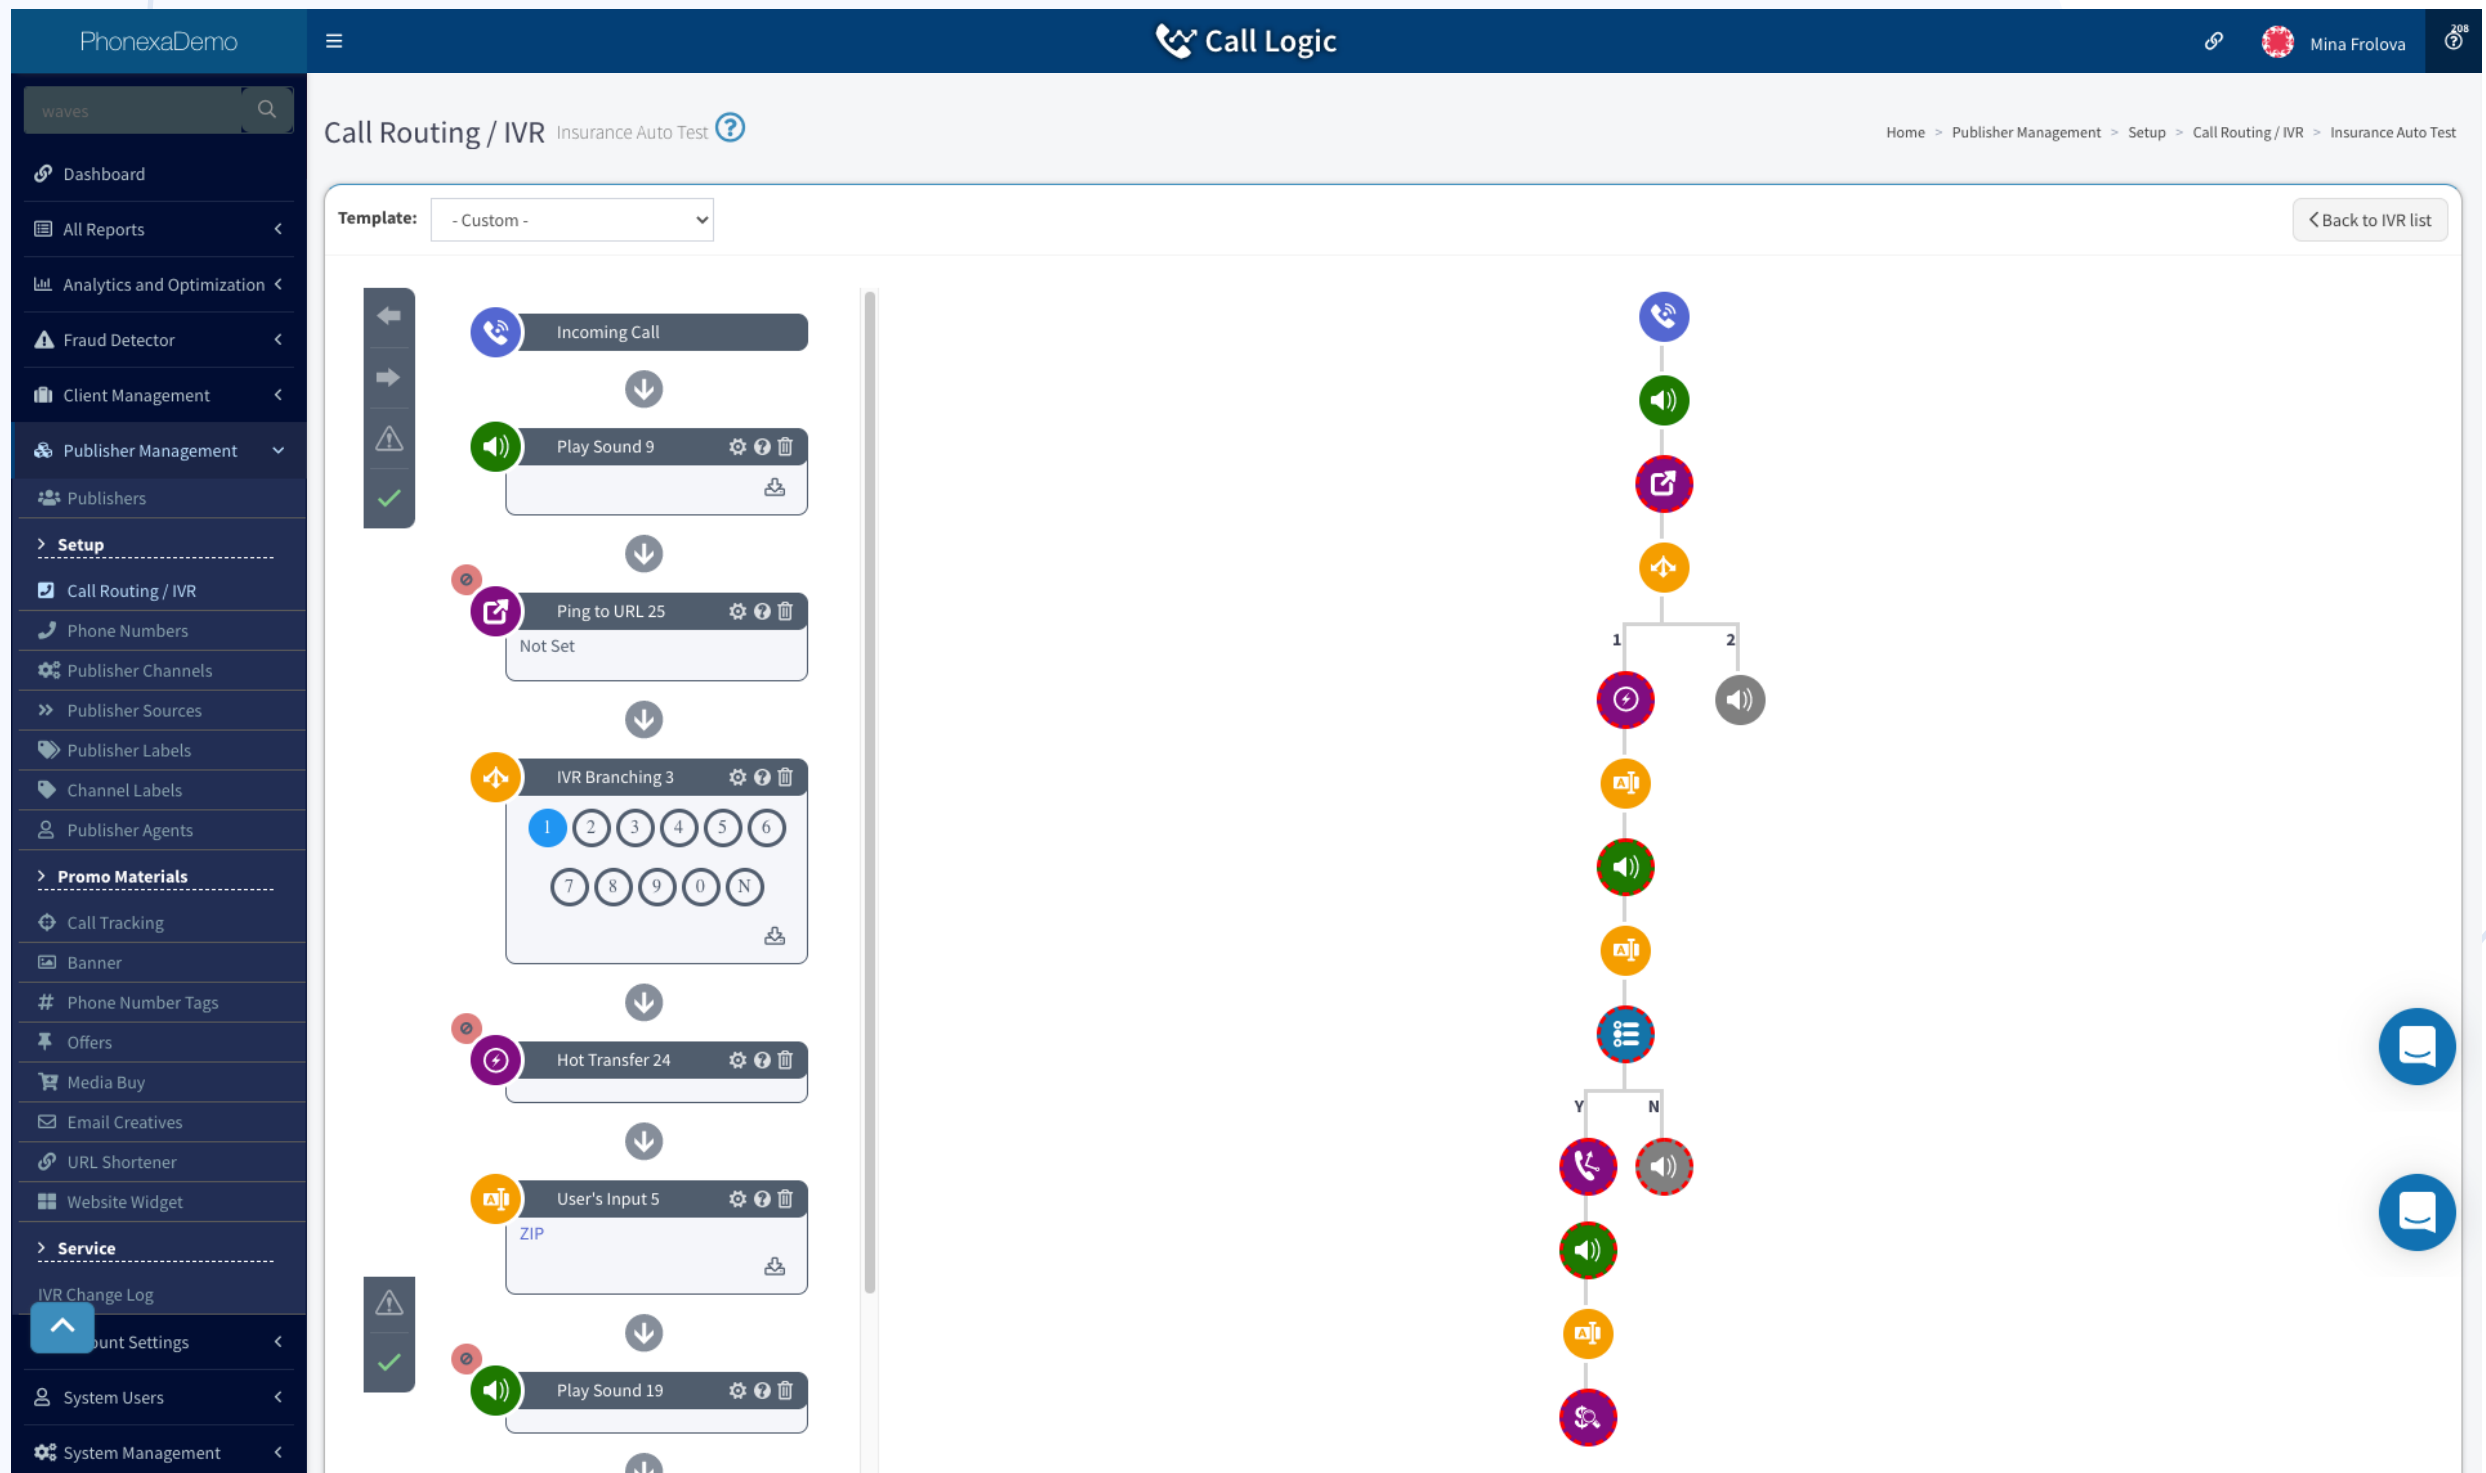 PhonexaDemo
Call Logic
Mina Frolova
208
waves
Dashboard
All Reports
Analytics and Optimization
Fraud Detector
Client Management
Publisher Management
Publishers
Setup
Call Routing / IVR
Phone Numbers
Publisher Channels
Publisher Sources
Publisher Labels
Channel Labels
Publisher Agents
Promo Materials
Call Tracking
Banner
Phone Number Tags
Offers
Media Buy
Email Creatives
URL Shortener
Website Widget
Service
IVR Change Log
ount Settings
System Users
System Management
Call Routing / IVR Insurance Auto Test
Home > Publisher Management > Setup > Call Routing / IVR > Insurance Auto Test
Template: - Custom -
Back to IVR list
Incoming Call
Play Sound 9
Ping to URL 25
Not Set
IVR Branching 3
1 2 3 4 5 6
7 8 9 0 N
Hot Transfer 24
User's Input 5
ZIP
Play Sound 19
1 2
Y N